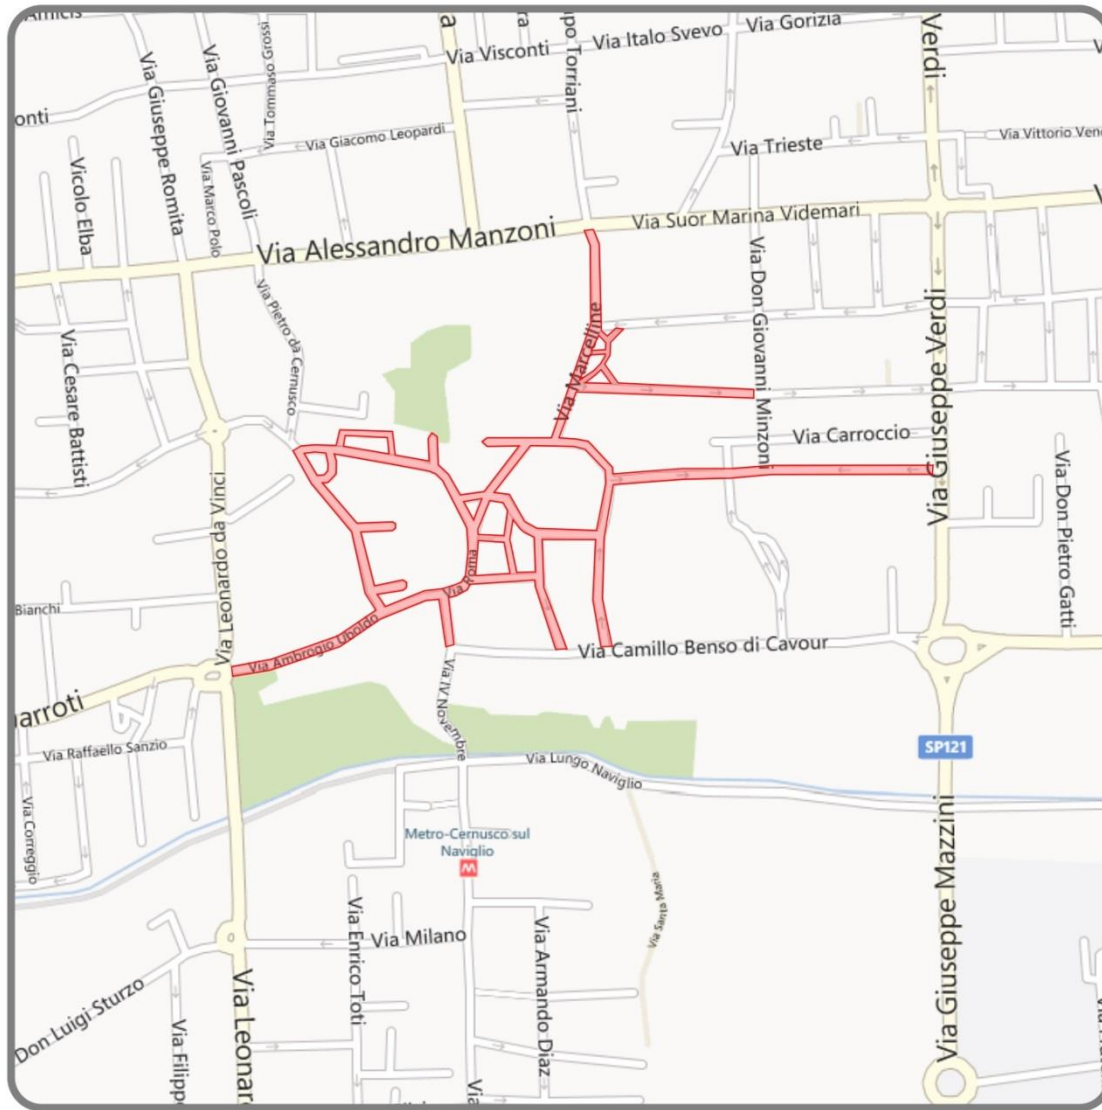 Via Visconti
Via Italo Svevo
Via Gorizia
Verdi
Via Giuseppe Romita
Via Giovanni Pascoli
Via Tommaso Grossi
Via Giacomo Leopardi
Via Trieste
Vicolo Elba
Via Marco Polo
Via Alessandro Manzoni
Via Suor Marina Videmari
Via Pietro da Cernusco
Via Don Giovanni Minzoni
Via Giuseppe Verdi
Via Cesare Battisti
Via Marcelline
Via Carroccio
Via Don Pietro Gatti
Via Leonardo da Vinci
Via Roma
Bianchi
Via Ambrogio Uboldo
Via Camillo Benso di Cavour
Via IV Novembre
arroti
Via Raffaello Sanzio
SP121
Via Lungo Naviglio
Via Correggio
Metro-Cernusco sul
Naviglio
M
Via Giuseppe Mazzini
Via Santa Maria
Via Enrico Toti
Via Milano
Via Armando Diaz
Don Luigi Sturzo
Via Filipp
Via Leonar
Via